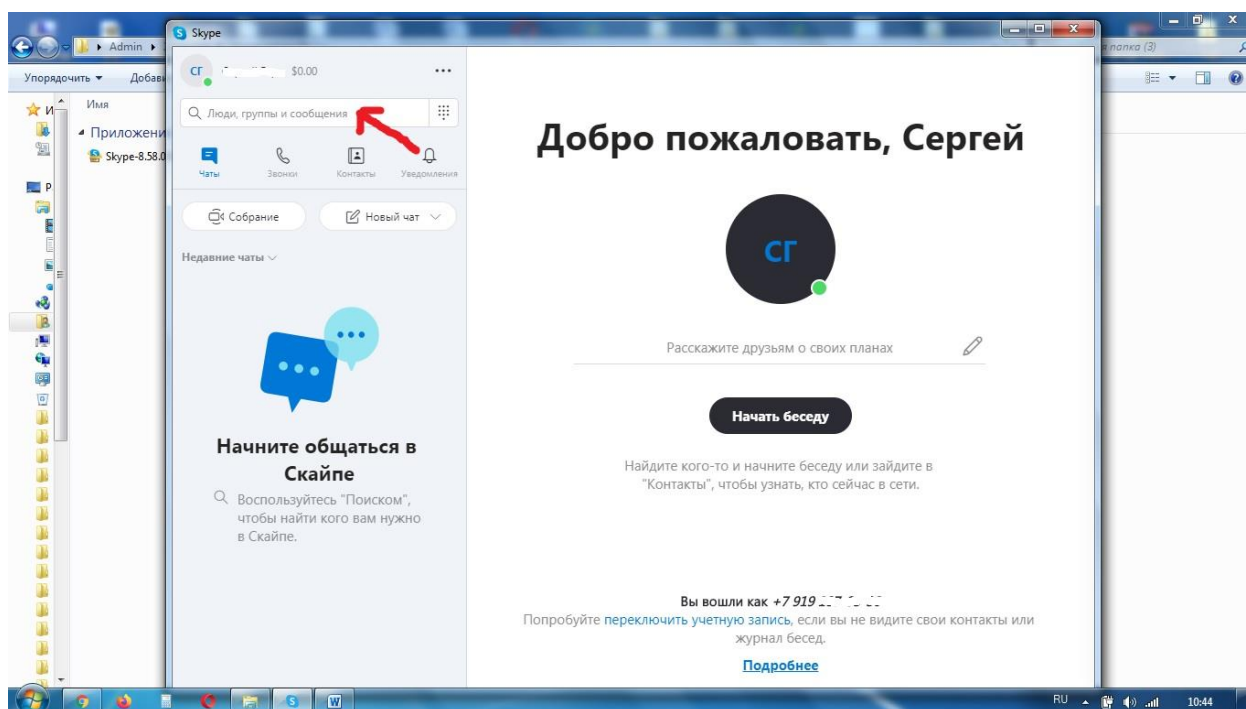 Skype
Admin
папка (3)
Упорядочить
Имя
Приложени
Skype-8.58.0
СГ
$0.00
Люди, группы и сообщения
Чаты
Звонки
Контакты
Уведомления
Собрание
Новый чат
Недавние чаты
Начните общаться в
Скайпе
Воспользуйтесь "Поиском",
чтобы найти кого вам нужно
в Скайпе.
Добро пожаловать, Сергей
СГ
Расскажите друзьям о своих планах
Начать беседу
Найдите кого-то и начните беседу или зайдите в
"Контакты", чтобы узнать, кто сейчас в сети.
Вы вошли как +7 919
Попробуйте переключить учетную запись, если вы не видите свои контакты или
журнал бесед.
Подробнее
RU
10:44